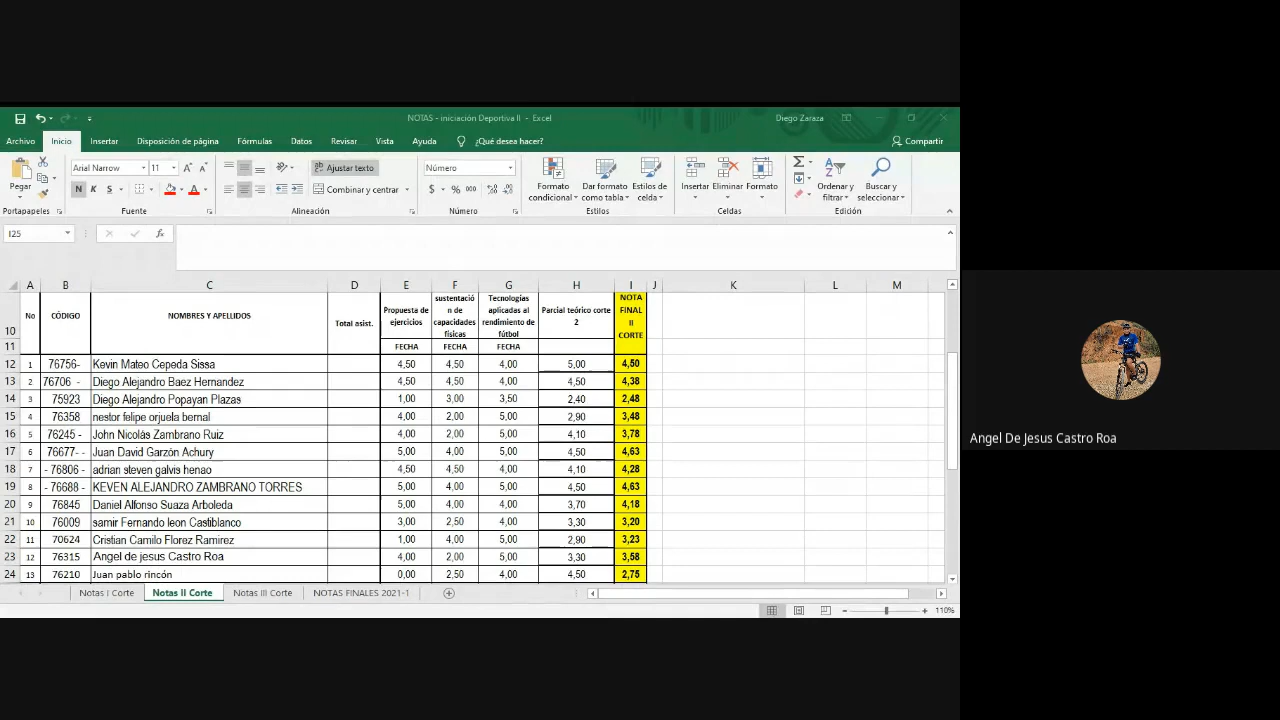 NOTAS - iniciación Deportiva II - Excel
Diego Zaraza
Archivo Inicio Insertar Disposición de página Fórmulas Datos Revisar Vista Ayuda ¿Qué desea hacer? Compartir
Pegar
Arial Narrow 11
N K S
Ajustar texto
Combinar y centrar
Número
$ % 000
Formato condicional
Dar formato como tabla
Estilos de celda
Insertar Eliminar Formato
Ordenar y filtrar
Buscar y seleccionar
Portapapeles Fuente Alineación Número Estilos Celdas Edición
I25 fx
A B C D E F G H I J K L M
10 No CÓDIGO NOMBRES Y APELLIDOS Total asist. Propuesta de ejercicios sustentación de capacidades físicas Tecnologías aplicadas al rendimiento de fútbol Parcial teórico corte 2 NOTA FINAL II CORTE
11 FECHA FECHA FECHA
12 1 76756- Kevin Mateo Cepeda Sissa 4,50 4,50 4,00 5,00 4,50
13 2 76706 - Diego Alejandro Baez Hernandez 4,50 4,50 4,00 4,50 4,38
14 3 75923 Diego Alejandro Popayan Plazas 1,00 3,00 3,50 2,40 2,48
15 4 76358 nestor felipe orjuela bernal 4,00 2,00 5,00 2,90 3,48
16 5 76245 - John Nicolás Zambrano Ruiz 4,00 2,00 5,00 4,10 3,78
17 6 76677- - Juan David Garzón Achury 5,00 4,00 5,00 4,50 4,63
18 7 - 76806 - adrian steven galvis henao 4,50 4,50 4,00 4,10 4,28
19 8 - 76688 - KEVEN ALEJANDRO ZAMBRANO TORRES 5,00 4,00 5,00 4,50 4,63
20 9 76845 Daniel Alfonso Suaza Arboleda 5,00 4,00 4,00 3,70 4,18
21 10 76009 samir Fernando leon Castiblanco 3,00 2,50 4,00 3,30 3,20
22 11 70624 Cristian Camilo Florez Ramirez 1,00 4,00 5,00 2,90 3,23
23 12 76315 Angel de jesus Castro Roa 4,00 2,00 5,00 3,30 3,58
24 13 76210 Juan pablo rincón 0,00 2,50 4,00 4,50 2,75
Notas I Corte Notas II Corte Notas III Corte NOTAS FINALES 2021-1
110%
Angel De Jesus Castro Roa